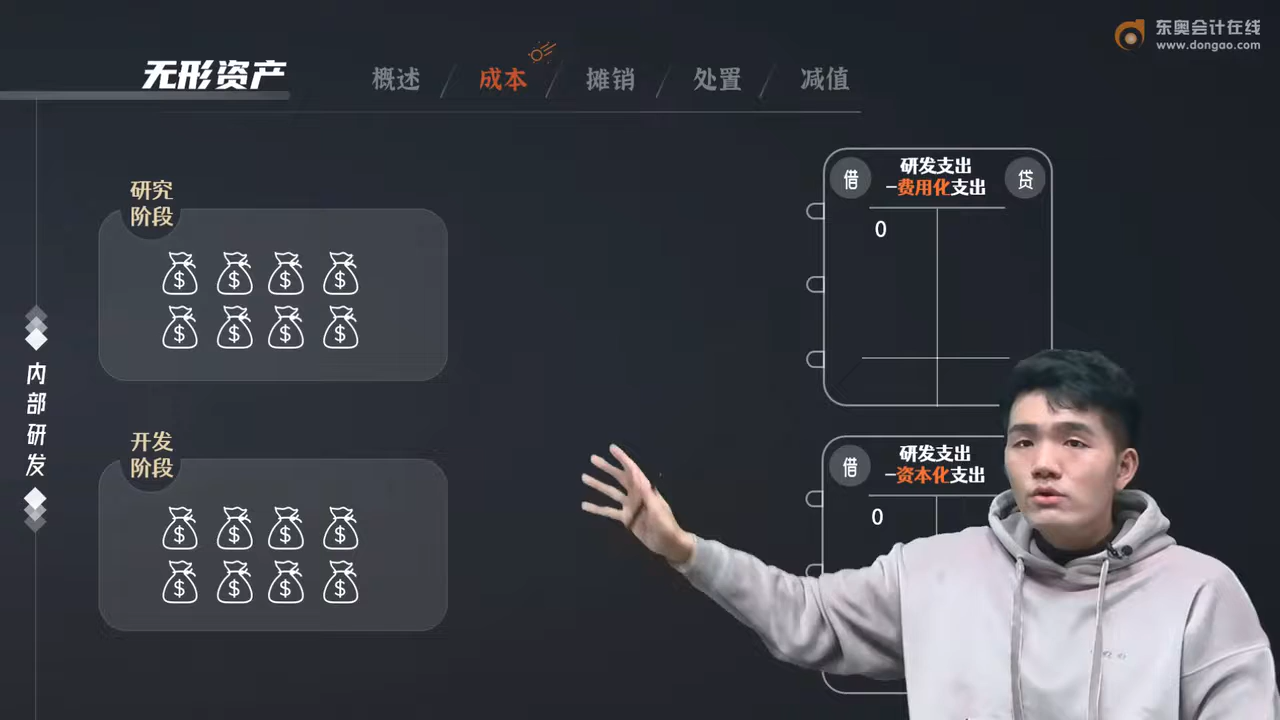 东奥会计在线
www.dongao.com
无形资产
概述 / 成本 / 摊销 / 处置 / 减值
研究
阶段
$ $ $ $
$ $ $ $
内部研发
开发
阶段
$ $ $ $
$ $ $ $
借
研发支出
-费用化支出
贷
0
借
研发支出
-资本化支出
0